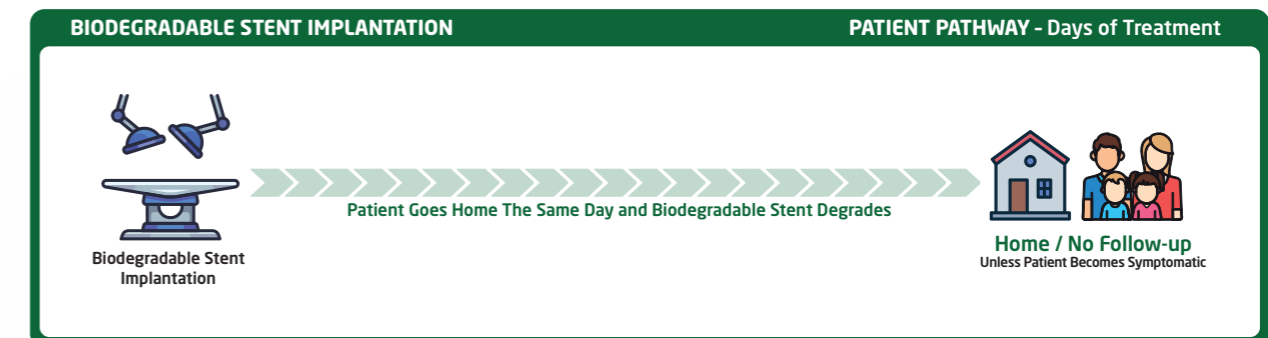 BIODEGRADABLE STENT IMPLANTATION
PATIENT PATHWAY – Days of Treatment
Patient Goes Home The Same Day and Biodegradable Stent Degrades
Biodegradable Stent
Implantation
Home / No Follow-up
Unless Patient Becomes Symptomatic